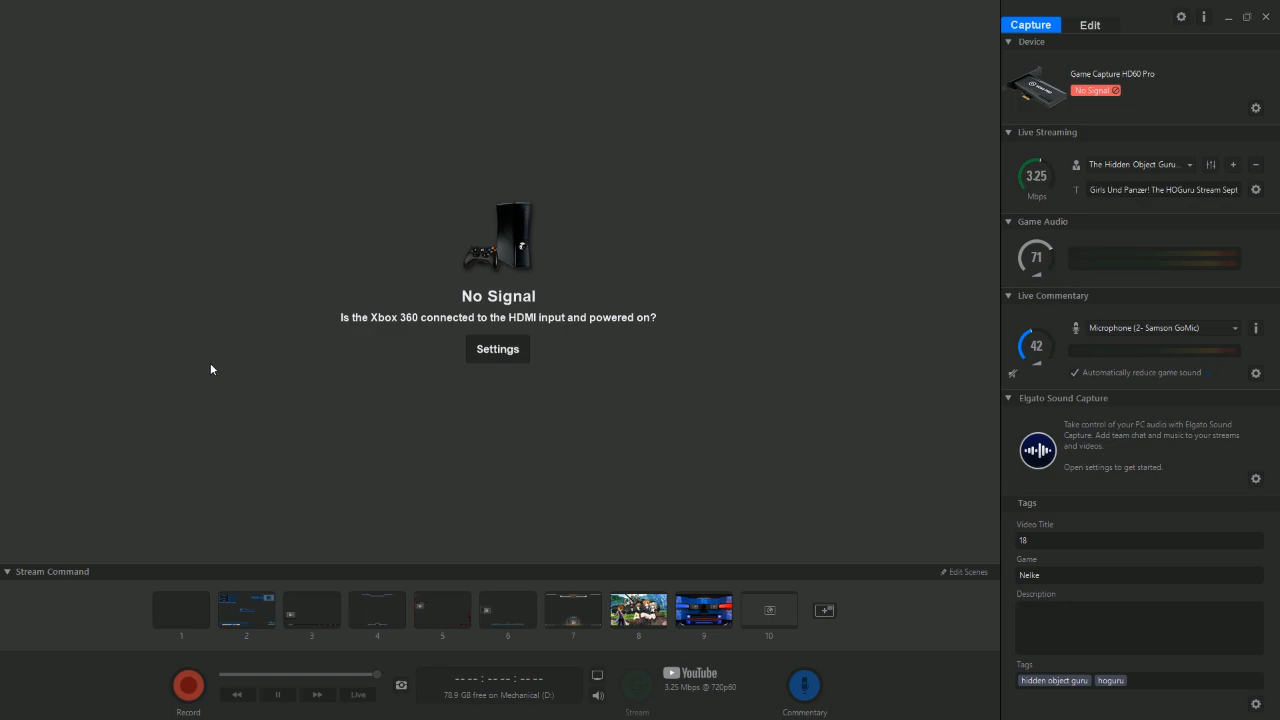 Capture
Edit
Device
Game Capture HD60 Pro
No Signal
Live Streaming
3.25
Mbps
The Hidden Object Guru...
Girls Und Panzer! The HOGuru Stream Sept
Game Audio
71
Live Commentary
42
Microphone (2- Samson GoMic)
Automatically reduce game sound
Elgato Sound Capture
Take control of your PC audio with Elgato Sound
Capture. Add team chat and music to your streams
and videos.
Open settings to get started.
Tags
Video Title
18
Game
Nelke
Description
Tags
hidden object guru
hoguru
No Signal
Is the Xbox 360 connected to the HDMI input and powered on?
Settings
Stream Command
Edit Scenes
1
2
3
4
5
6
7
8
9
10
Record
Live
-- -- : -- -- : -- --
78.9 GB free on Mechanical (D:)
Stream
YouTube
3.25 Mbps @ 720p60
Commentary